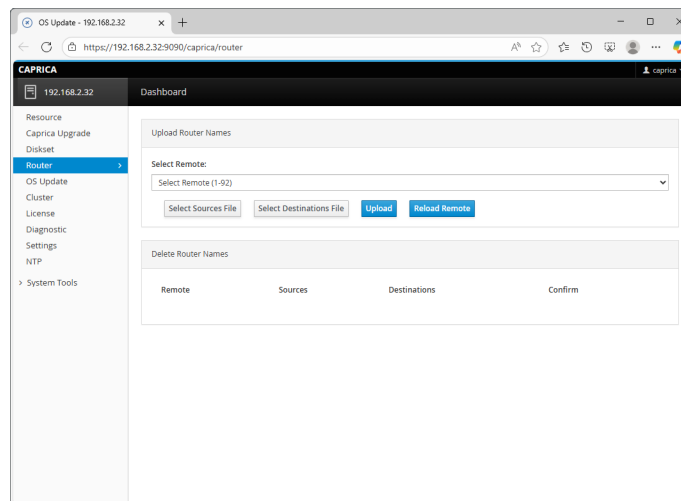 OS Update - 192.168.2.32
https://192.168.2.32:9090/caprica/router
CAPRICA
caprica
192.168.2.32
Dashboard
Resource
Caprica Upgrade
Diskset
Router
OS Update
Cluster
License
Diagnostic
Settings
NTP
System Tools
Upload Router Names
Select Remote:
Select Remote (1-92)
Select Sources File Select Destinations File Upload Reload Remote
Delete Router Names
Remote Sources Destinations Confirm